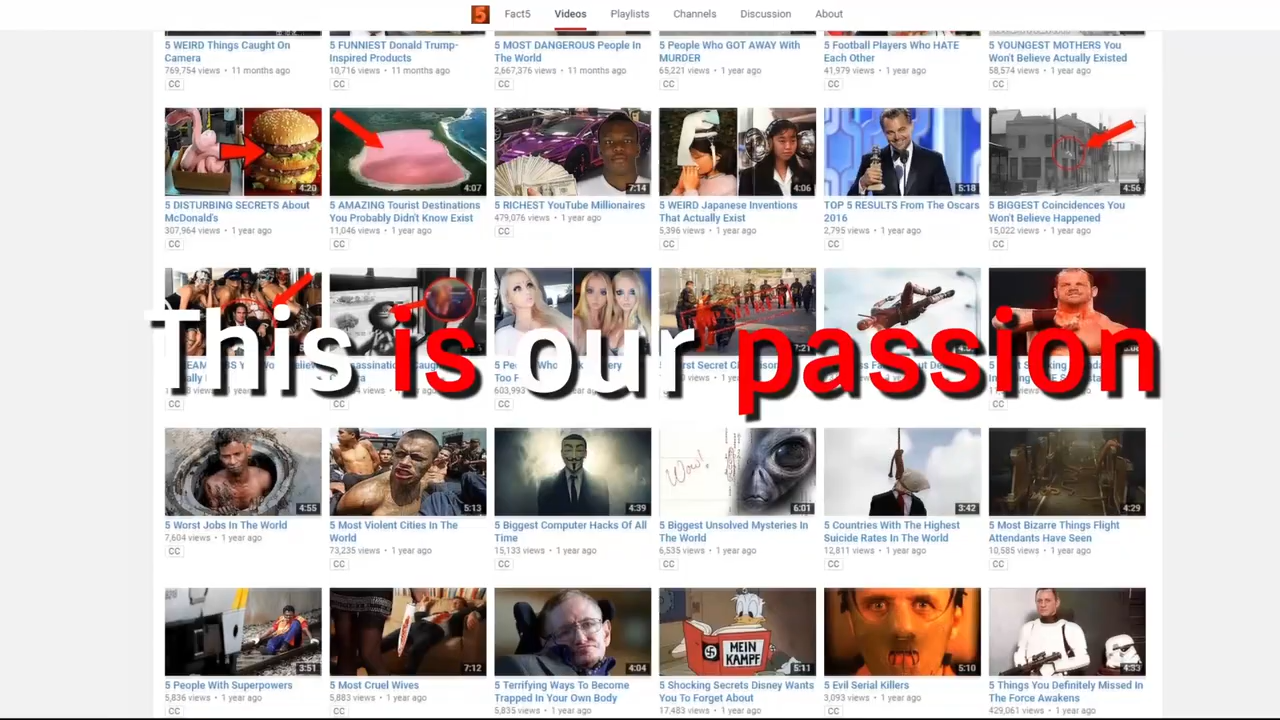 5 Fact5 Videos Playlists Channels Discussion About
5 WEIRD Things Caught On Camera
769,754 views • 11 months ago
CC
5 FUNNIEST Donald Trump-Inspired Products
10,716 views • 11 months ago
CC
5 MOST DANGEROUS People In The World
2,667,376 views • 11 months ago
CC
5 People Who GOT AWAY With MURDER
65,221 views • 1 year ago
CC
5 Football Players Who HATE Each Other
41,979 views • 1 year ago
CC
5 YOUNGEST MOTHERS You Won't Believe Actually Existed
58,574 views • 1 year ago
CC
4:20
5 DISTURBING SECRETS About McDonald's
307,964 views • 1 year ago
CC
4:07
5 AMAZING Tourist Destinations You Probably Didn't Know Exist
11,046 views • 1 year ago
CC
7:14
5 RICHEST YouTube Millionaires
479,076 views • 1 year ago
CC
4:06
5 WEIRD Japanese Inventions That Actually Exist
5,396 views • 1 year ago
CC
5:18
TOP 5 RESULTS From The Oscars 2016
2,795 views • 1 year ago
CC
4:56
5 BIGGEST Coincidences You Won't Believe Happened
15,022 views • 1 year ago
CC
This is our passion
CC
CC
603,993
CC
CC
CC
4:55
5 Worst Jobs In The World
7,604 views • 1 year ago
CC
5:13
5 Most Violent Cities In The World
73,235 views • 1 year ago
CC
4:39
5 Biggest Computer Hacks Of All Time
15,133 views • 1 year ago
CC
Wow!
6:01
5 Biggest Unsolved Mysteries In The World
6,535 views • 1 year ago
CC
3:42
5 Countries With The Highest Suicide Rates In The World
12,811 views • 1 year ago
CC
4:29
5 Most Bizarre Things Flight Attendants Have Seen
10,585 views • 1 year ago
CC
3:51
5 People With Superpowers
5,836 views • 1 year ago
CC
7:12
5 Most Cruel Wives
5,883 views • 1 year ago
CC
4:04
5 Terrifying Ways To Become Trapped In Your Own Body
5,835 views • 1 year ago
MEIN
KAMPF
5:11
5 Shocking Secrets Disney Wants You To Forget About
17,483 views • 1 year ago
5:10
5 Evil Serial Killers
3,093 views • 1 year ago
CC
4:33
5 Things You Definitely Missed In The Force Awakens
429,061 views • 1 year ago